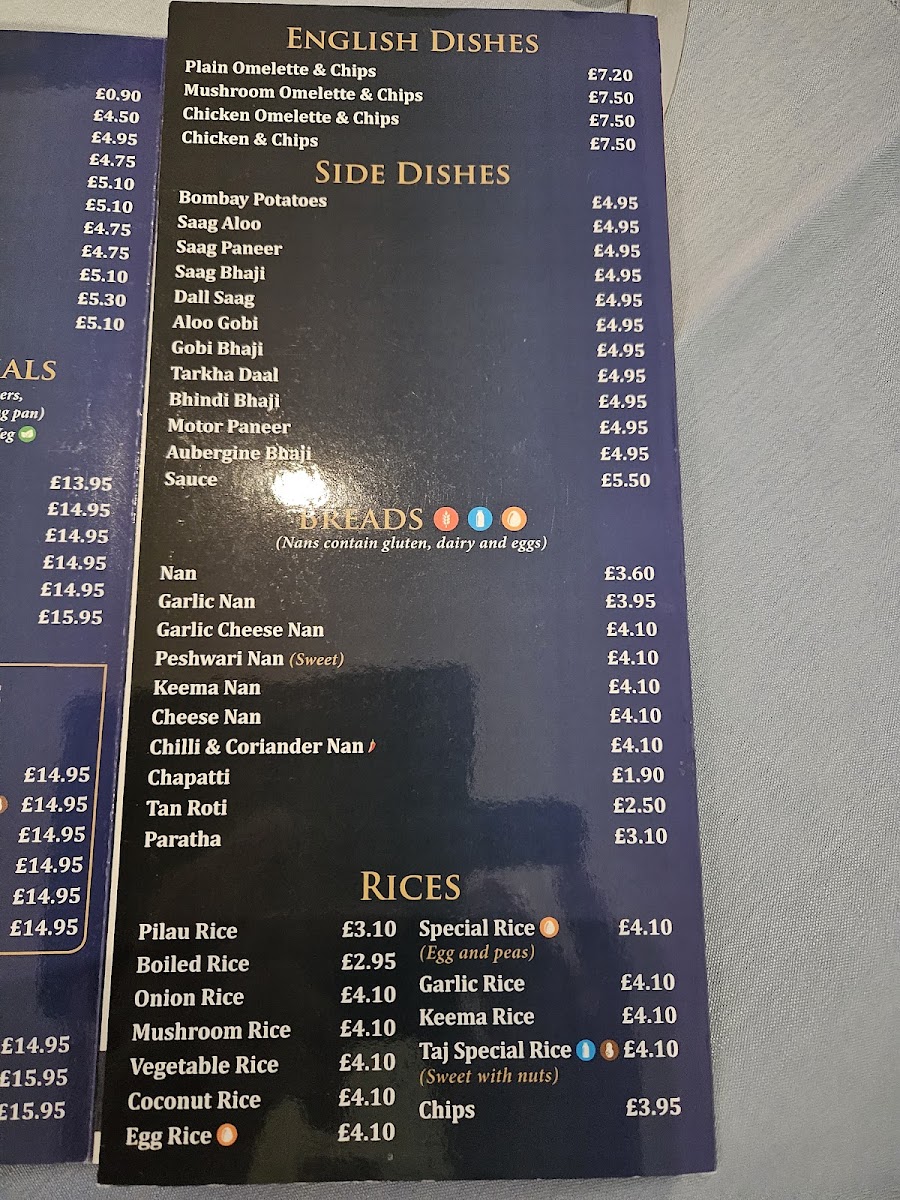 £0.90
£4.50
£4.95
£4.75
£5.10
£5.10
£4.75
£4.75
£5.10
£5.30
£5.10
ALS
ers,
g pan)
eg
£13.95
£14.95
£14.95
£14.95
£14.95
£15.95
£14.95
£14.95
£14.95
£14.95
£14.95
£14.95
£14.95
£15.95
£15.95
ENGLISH DISHES
Plain Omelette & Chips £7.20
Mushroom Omelette & Chips £7.50
Chicken Omelette & Chips £7.50
Chicken & Chips £7.50
SIDE DISHES
Bombay Potatoes £4.95
Saag Aloo £4.95
Saag Paneer £4.95
Saag Bhaji £4.95
Dall Saag £4.95
Aloo Gobi £4.95
Gobi Bhaji £4.95
Tarkha Daal £4.95
Bhindi Bhaji £4.95
Motor Paneer £4.95
Aubergine Bhaji £4.95
Sauce £5.50
BREADS
(Nans contain gluten, dairy and eggs)
Nan £3.60
Garlic Nan £3.95
Garlic Cheese Nan £4.10
Peshwari Nan (Sweet) £4.10
Keema Nan £4.10
Cheese Nan £4.10
Chilli & Coriander Nan £4.10
Chapatti £1.90
Tan Roti £2.50
Paratha £3.10
RICES
Pilau Rice £3.10
Boiled Rice £2.95
Onion Rice £4.10
Mushroom Rice £4.10
Vegetable Rice £4.10
Coconut Rice £4.10
Egg Rice £4.10
Special Rice £4.10
(Egg and peas)
Garlic Rice £4.10
Keema Rice £4.10
Taj Special Rice £4.10
(Sweet with nuts)
Chips £3.95